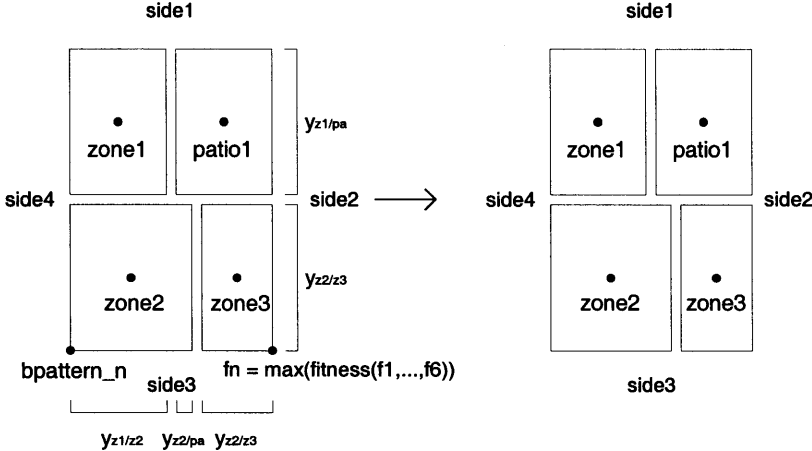 side1
side1
zone1
patio1
yz1/pa
zone1
patio1
side4
side2
side4
side2
zone2
zone3
yz2/z3
zone2
zone3
bpattern_n
fn = max(fitness(f1,...,f6))
side3
side3
yz1/z2
yz2/pa
yz2/z3